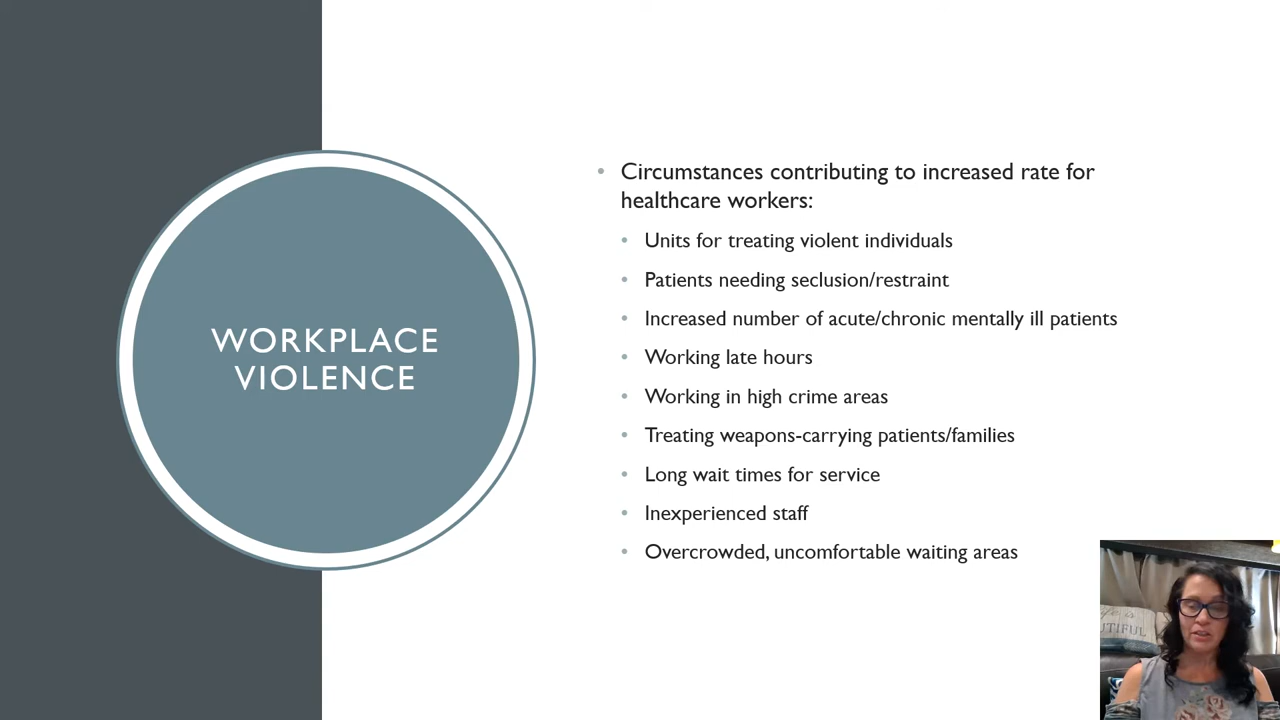 WORKPLACE
VIOLENCE
• Circumstances contributing to increased rate for
healthcare workers:
• Units for treating violent individuals
• Patients needing seclusion/restraint
• Increased number of acute/chronic mentally ill patients
• Working late hours
• Working in high crime areas
• Treating weapons-carrying patients/families
• Long wait times for service
• Inexperienced staff
• Overcrowded, uncomfortable waiting areas